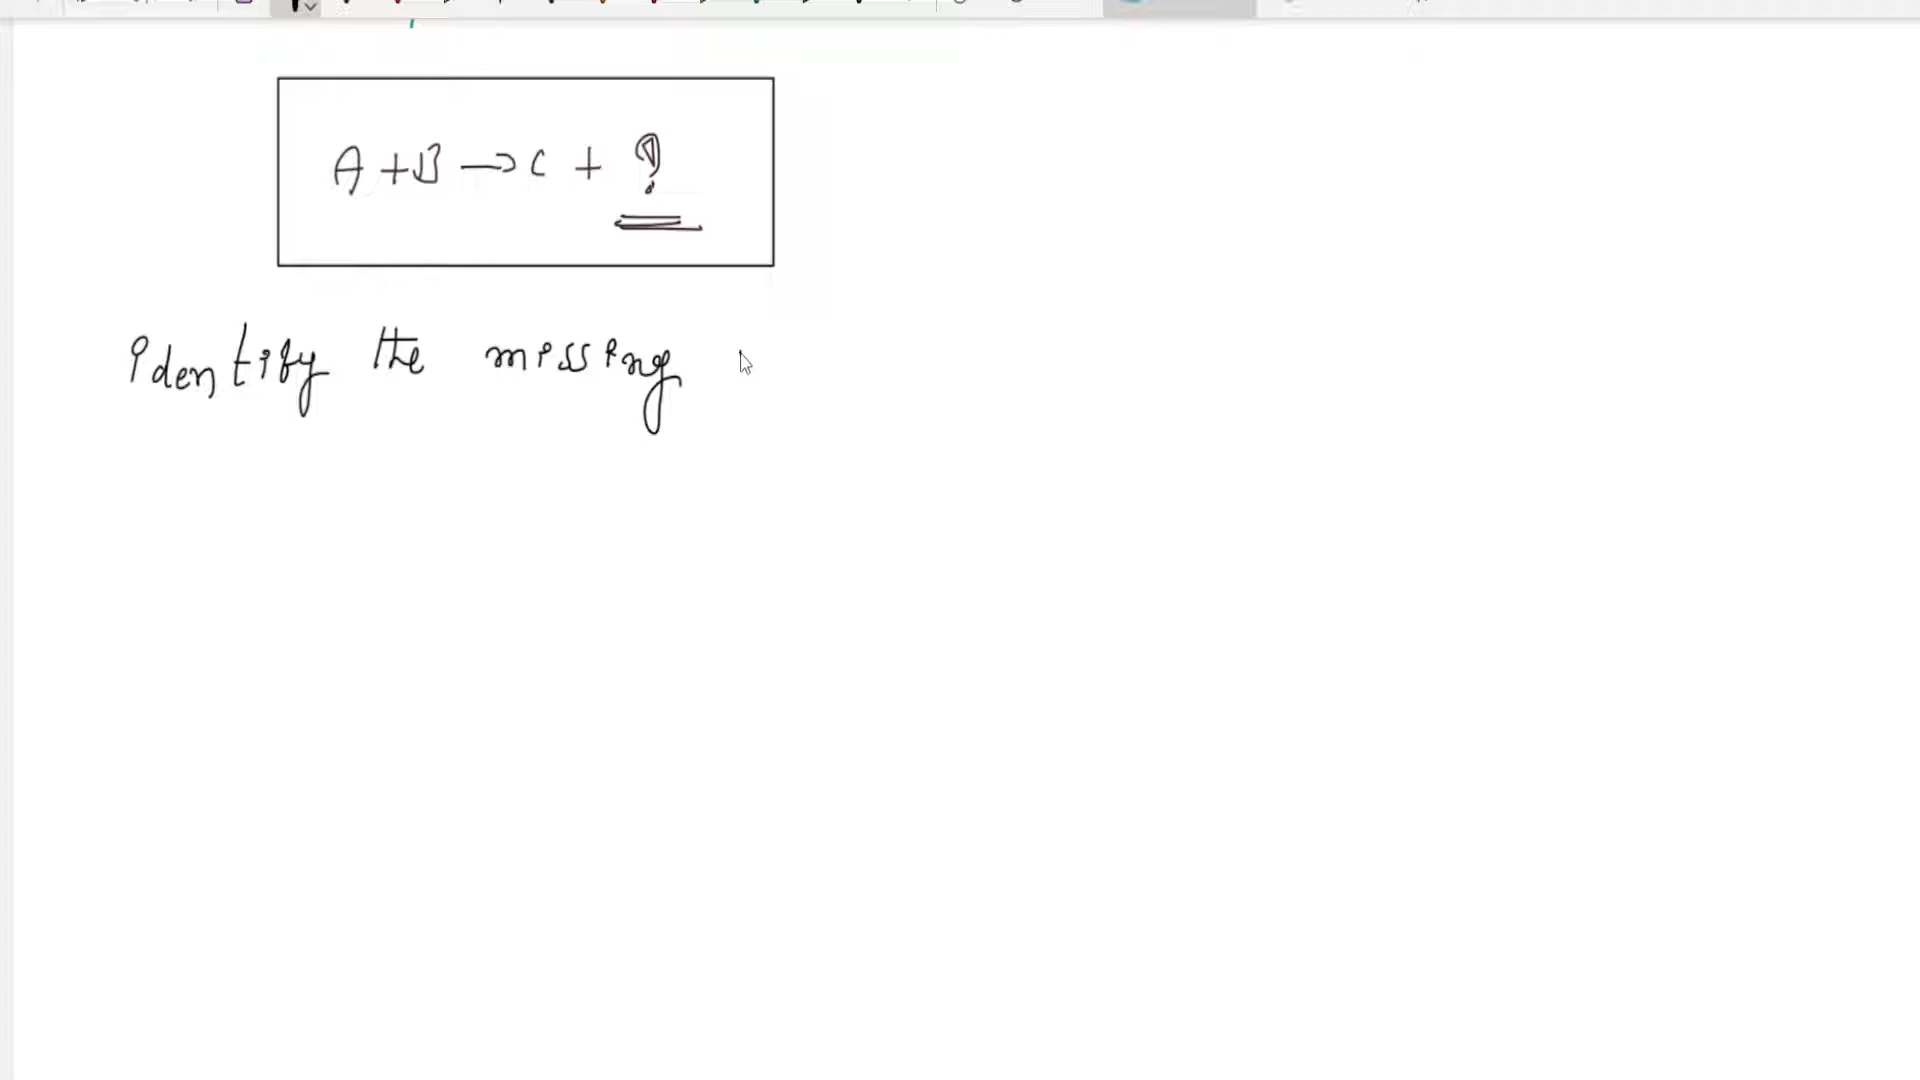 A + B → C + ?
Identify the missing